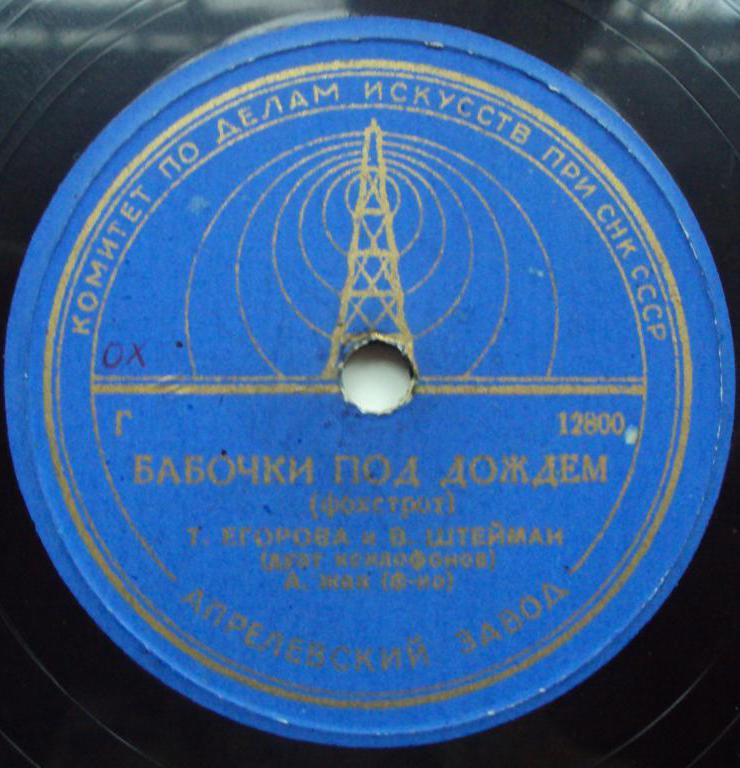 КОМИТЕТ ПО ДЕЛАМ ИСКУССТВ ПРИ СНК СССР
ОХ
Г 12800
БАБОЧКИ ПОД ДОЖДЕМ
(фокстрот)
Т. ЕГОРОВА и В. ШТЕЙМАН
(дуэт ксилофонов)
А. Жак (ф-но)
АПРЕЛЕВСКИЙ ЗАВОД